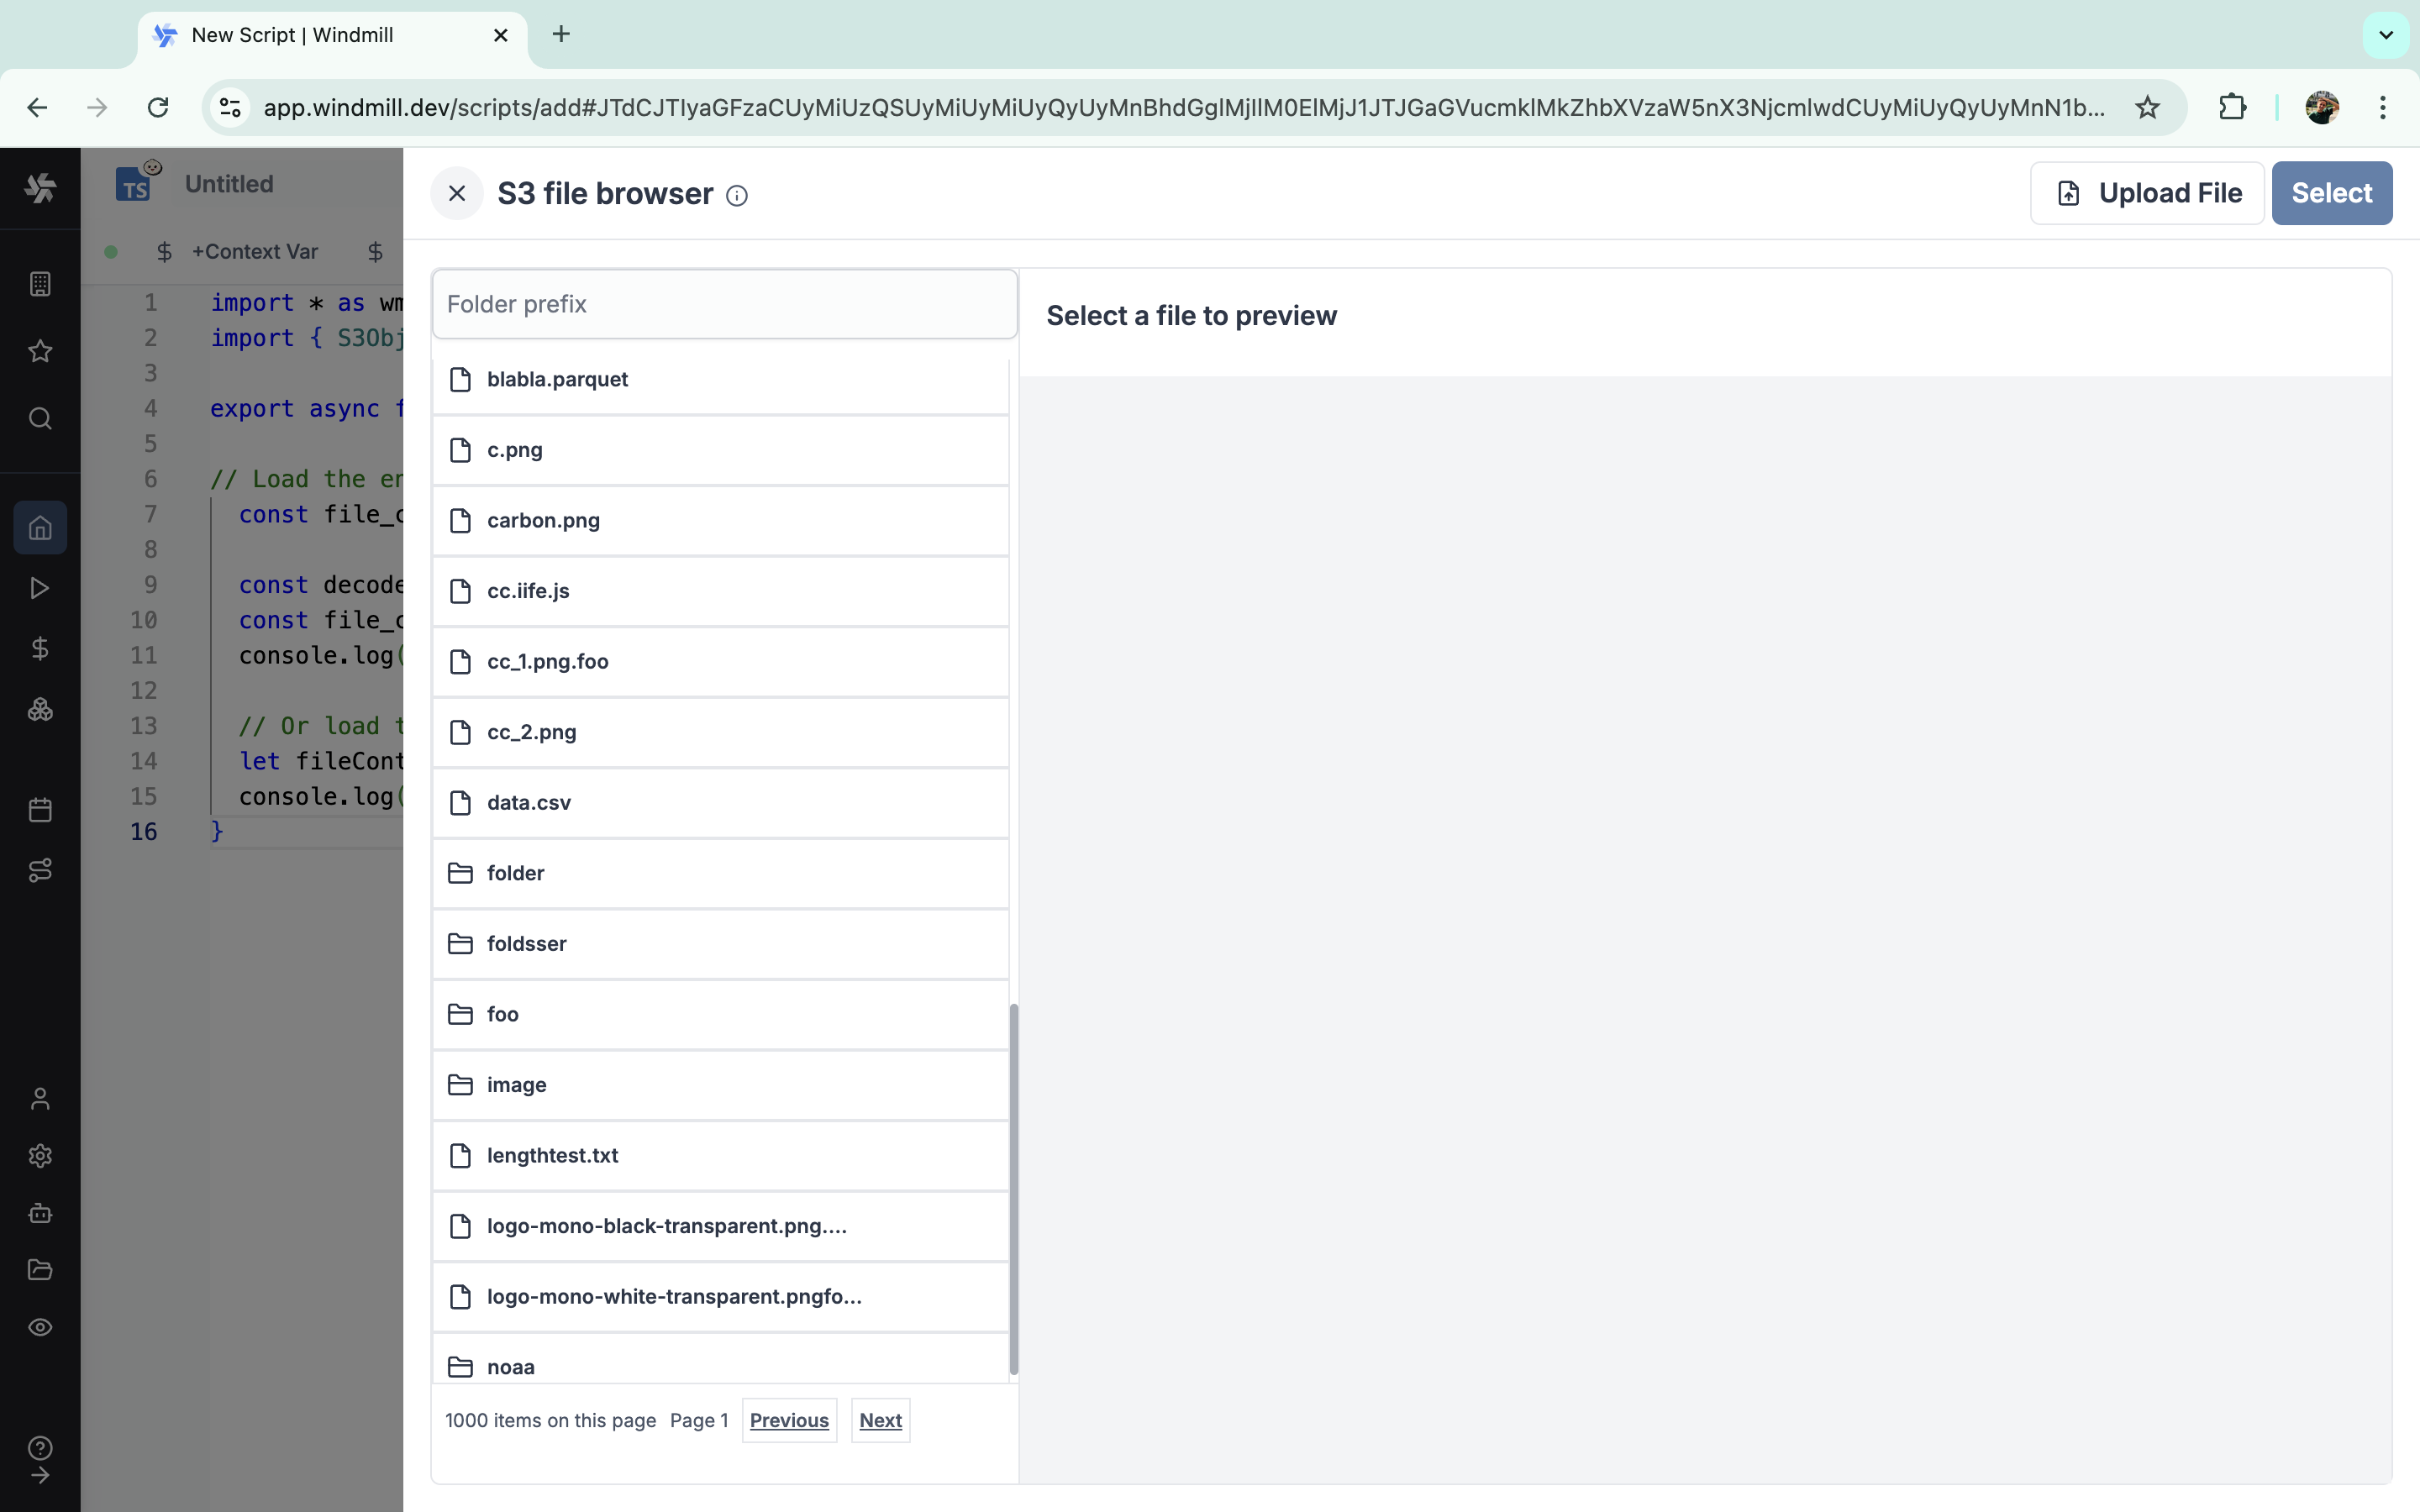 New Script | Windmill
app.windmill.dev/scripts/add#JTdCJTIyaGFzaCUyMiUzQSUyMiUyMiUyQyUyMnBhdGglMjIlM0ElMjJ1JTJGaGVucmklMkZhbXVzaW5nX3NjcmlwdCUyMiUyQyUyMnN1b...
TS
Untitled
+Context Var
1 import * as wm
2 import { S3Obj
3
4 export async f
5
6 // Load the en
7 const file_c
8
9 const decode
10 const file_c
11 console.log(
12
13 // Or load t
14 let fileCont
15 console.log(
16 }
S3 file browser
Upload File
Select
Folder prefix
blabla.parquet
c.png
carbon.png
cc.iife.js
cc_1.png.foo
cc_2.png
data.csv
folder
foldsser
foo
image
lengthtest.txt
logo-mono-black-transparent.png....
logo-mono-white-transparent.pngfo...
noaa
1000 items on this page Page 1 Previous Next
Select a file to preview